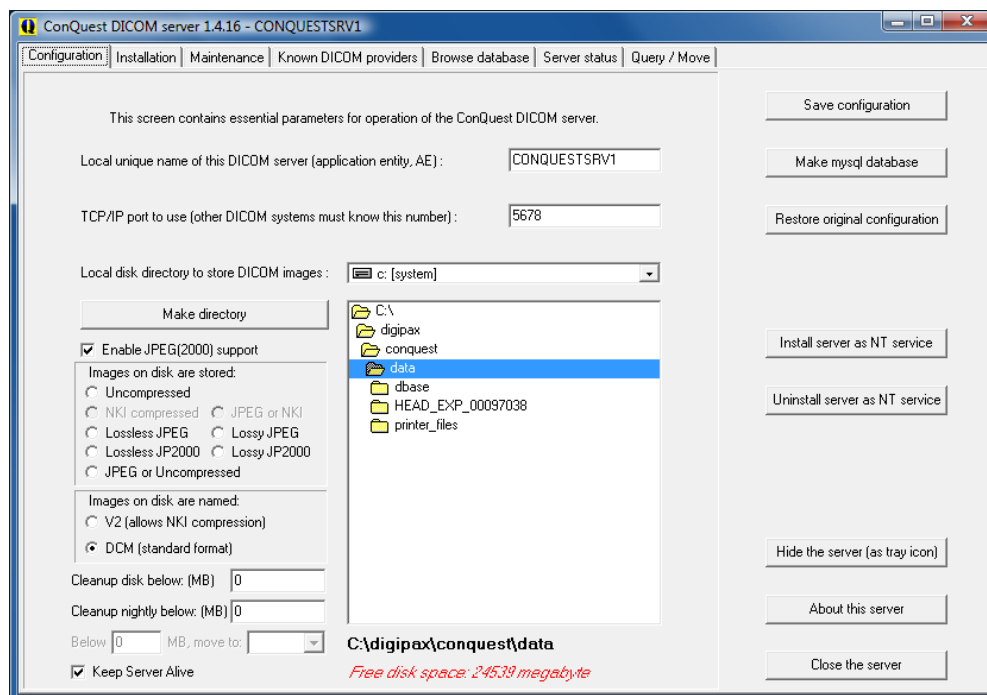 ConQuest DICOM server 1.4.16 - CONQUESTSRV1
Configuration Installation Maintenance Known DICOM providers Browse database Server status Query / Move
This screen contains essential parameters for operation of the ConQuest DICOM server.
Local unique name of this DICOM server (application entity, AE) : CONQUESTSRV1
TCP/IP port to use (other DICOM systems must know this number) : 5678
Local disk directory to store DICOM images : c: [system]
Make directory
Enable JPEG(2000) support
Images on disk are stored:
Uncompressed
NKI compressed JPEG or NKI
Lossless JPEG Lossy JPEG
Lossless JP2000 Lossy JP2000
JPEG or Uncompressed
Images on disk are named:
V2 (allows NKI compression)
DCM (standard format)
Cleanup disk below: (MB) 0
Cleanup nightly below: (MB) 0
Below 0 MB, move to:
Keep Server Alive
C:\
digipax
conquest
data
dbase
HEAD_EXP_00097038
printer_files
C:\digipax\conquest\data
Free disk space: 24539 megabyte
Save configuration
Make mysql database
Restore original configuration
Install server as NT service
Uninstall server as NT service
Hide the server (as tray icon)
About this server
Close the server